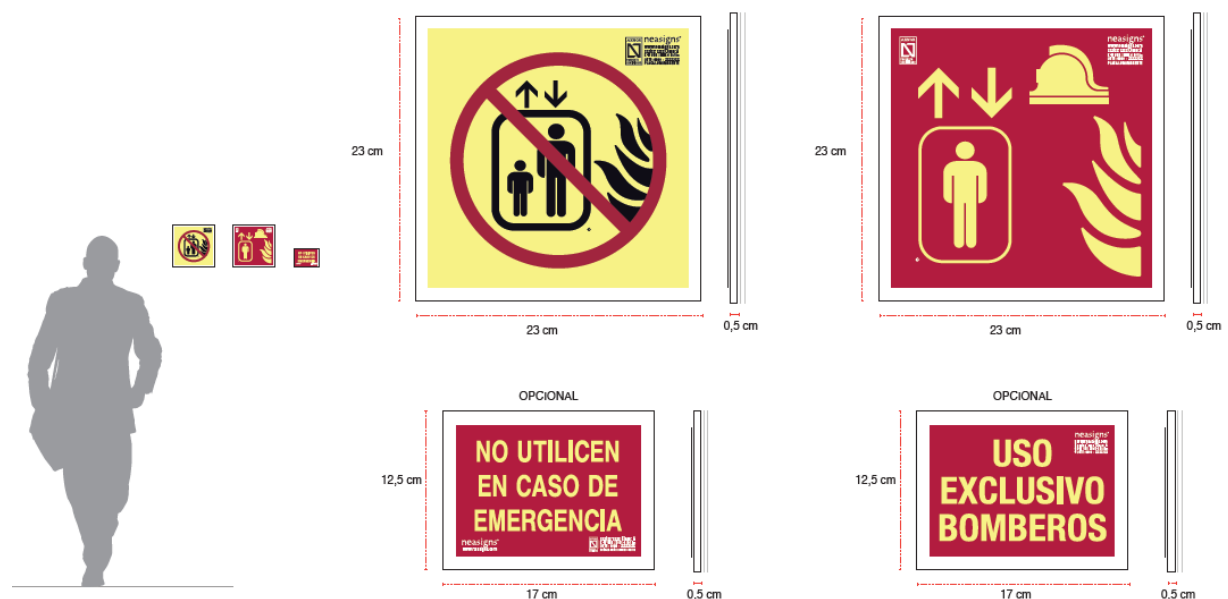 neasigns®
neasigns®
23 cm
23 cm
23 cm
0,5 cm
23 cm
0,5 cm
OPCIONAL
OPCIONAL
NO UTILICEN
EN CASO DE
EMERGENCIA
neasigns®
12,5 cm
17 cm
0,5 cm
neasigns®
USO
EXCLUSIVO
BOMBEROS
12,5 cm
17 cm
0,5 cm